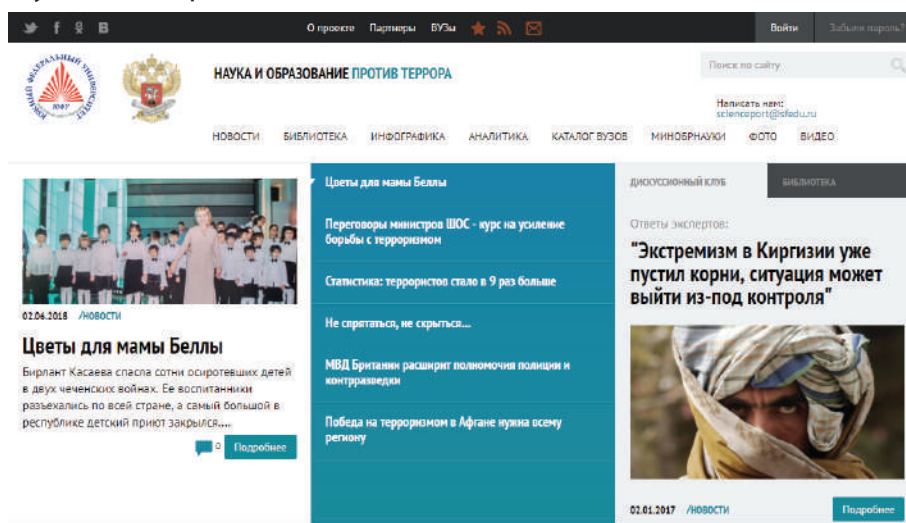 О проекте Партнеры ВУЗы
Войти
Забыли пароль?
ЮФУ
НАУКА И ОБРАЗОВАНИЕ ПРОТИВ ТЕРРОРА
Поиск по сайту
Написать нам:
scienceport@sfedu.ru
НОВОСТИ БИБЛИОТЕКА ИНФОГРАФИКА АНАЛИТИКА КАТАЛОГ ВУЗОВ МИНОБРНАУКИ ФОТО ВИДЕО
02.04.2018 /НОВОСТИ
Цветы для мамы Беллы
Бирлант Касаева спасла сотни осиротевших детей
в двух чеченских войнах. Ее воспитанники
разъехались по всей стране, а самый большой в
республике детский приют закрылся....
0 Подробнее
Цветы для мамы Беллы
Переговоры министров ШОС - курс на усиление
борьбы с терроризмом
Статистика: террористов стало в 9 раз больше
Не спрятаться, не скрыться...
МВД Британии расширит полномочия полиции и
контрразведки
Победа на терроризмом в Афгане нужна всему
региону
ДИСКУССИОННЫЙ КЛУБ
БИБЛИОТЕКА
Ответы экспертов:
"Экстремизм в Киргизии уже
пустил корни, ситуация может
выйти из-под контроля"
02.01.2017 /НОВОСТИ
Подробнее